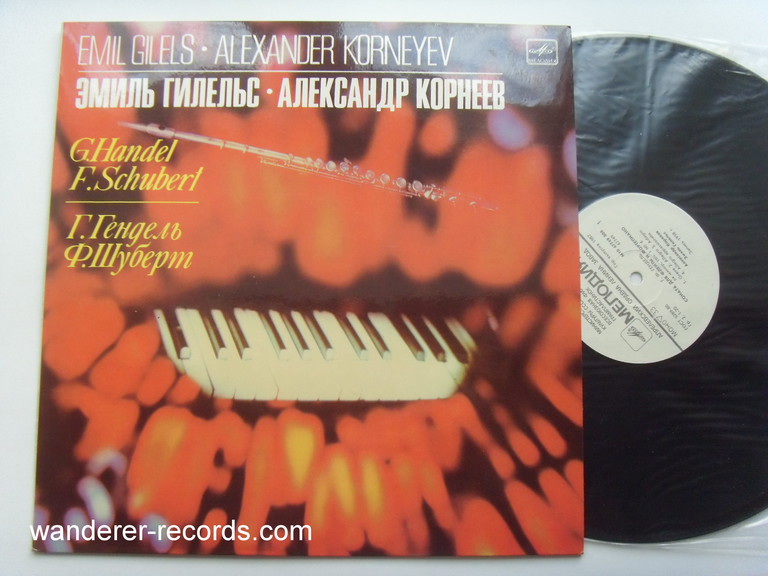 EMIL GILELS • ALEXANDER KORNEYEV
ЭМИЛЬ ГИЛЕЛЬС • АЛЕКСАНДР КОРНЕЕВ
G.Handel
F.Schubert
Г.Гендель
Ф.Шуберт
МЕЛОДИЯ
wanderer-records.com